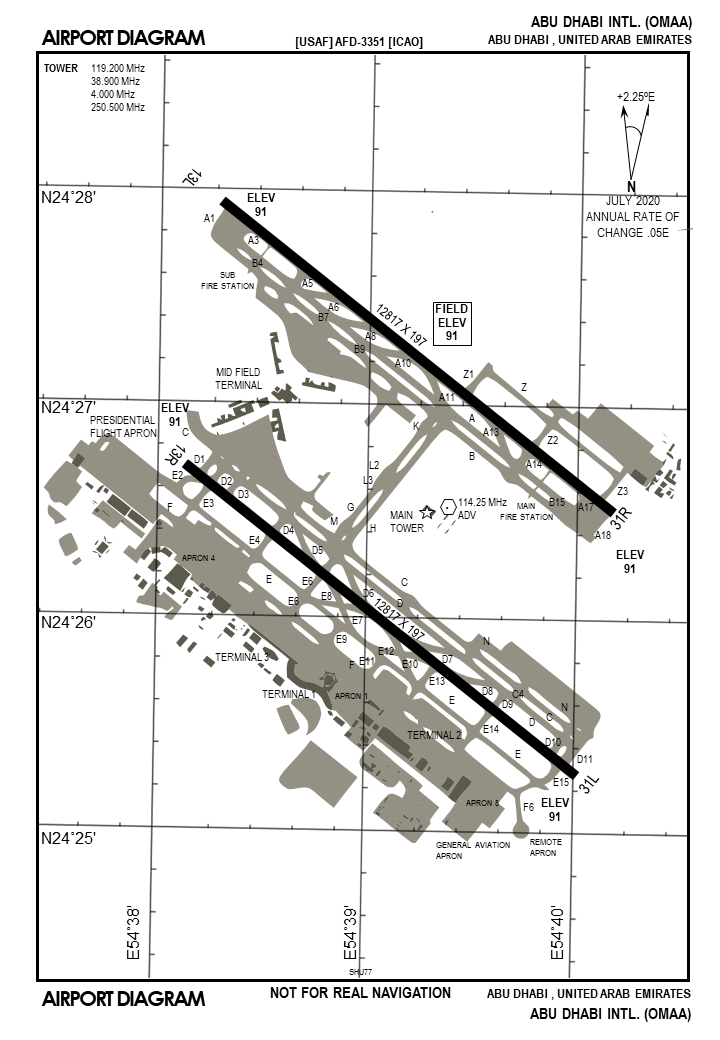 ABU DHABI INTL. (OMAA)
AIRPORT DIAGRAM
[USAF] AFD-3351 [ICAO]
ABU DHABI , UNITED ARAB EMIRATES
TOWER 119.200 MHz
38.900 MHz
4.000 MHz
250.500 MHz
+2.25ºE
N
JULY 2020
ANNUAL RATE OF
CHANGE .05E
N24°28'
13L
ELEV
91
A1
A3
B4
SUB
FIRE STATION
A5
A6
B7
12817 X 197
FIELD
ELEV
91
A8
B9
A10
MID FIELD
TERMINAL
Z1
Z
A11
N24°27'
ELEV
91
PRESIDENTIAL
FLIGHT APRON
C
K
A
A13
B
Z2
13R
D1
L2
A14
E2
D2
L3
D3
Z3
F
E3
G
M
H
MAIN
TOWER
114.25 MHz
ADV
MAIN
FIRE STATION
B15
A17
31R
A18
D4
E4
D5
ELEV
91
APRON 4
E
E6
C
D6
E6
E8
D
12817 X 197
N24°26'
E7
E9
N
TERMINAL 3
F
E11
E12
E10
D7
TERMINAL 1
APRON 1
E13
D8
C4
E
D9
N
D
C
E14
TERMINAL 2
D10
E
D11
E15
31L
APRON 8
F6
ELEV
91
N24°25'
GENERAL AVIATION
APRON
REMOTE
APRON
E54°38'
E54°39'
E54°40'
SHU77
AIRPORT DIAGRAM
NOT FOR REAL NAVIGATION
ABU DHABI , UNITED ARAB EMIRATES
ABU DHABI INTL. (OMAA)